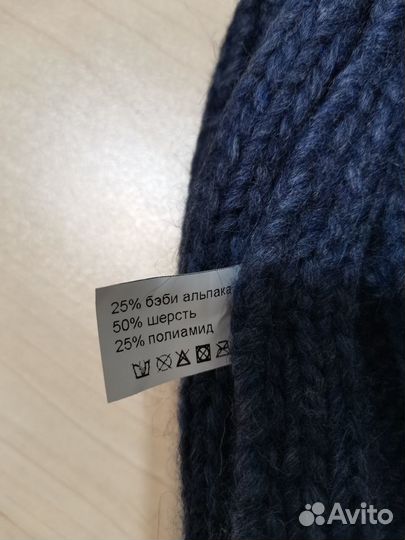 25% бэби альпака
50% шерсть
25% полиамид
Avito